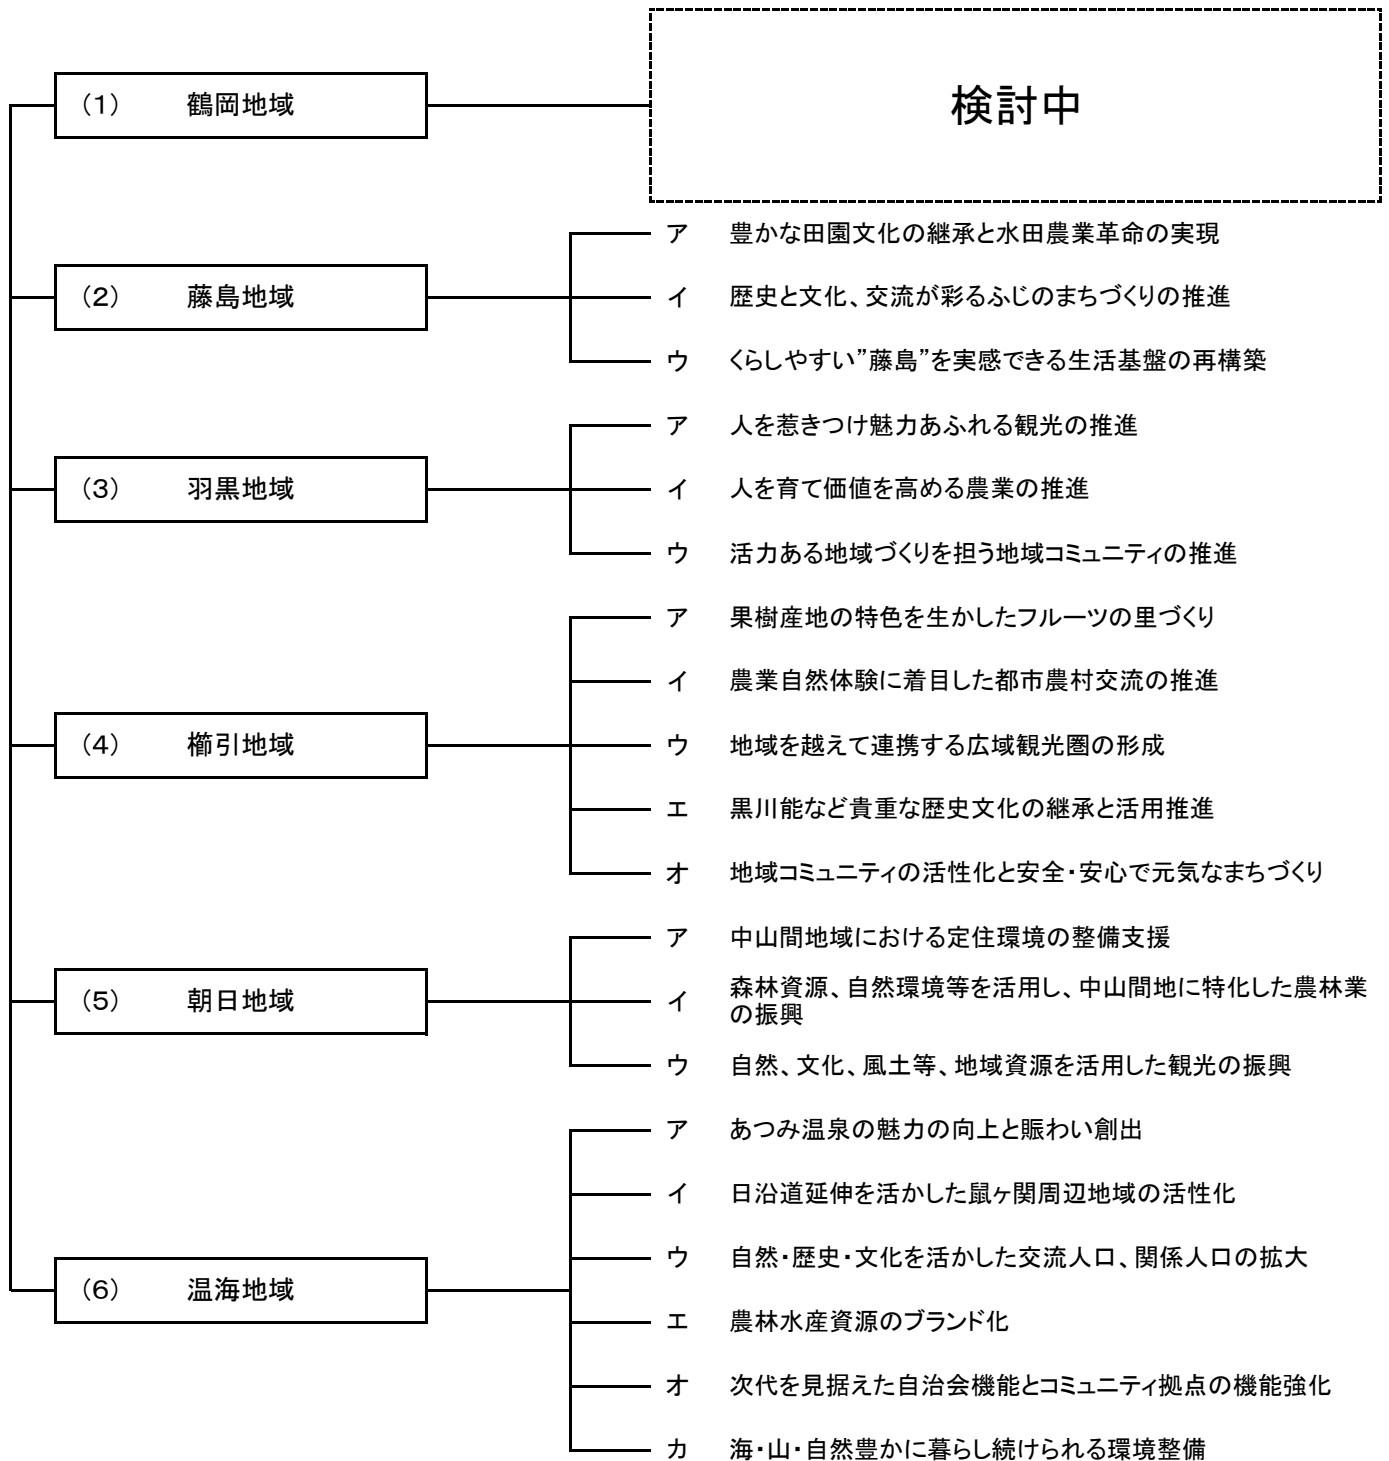 (1) 鶴岡地域
検討中
(2) 藤島地域
ア 豊かな田園文化の継承と水田農業革命の実現
イ 歴史と文化、交流が彩るふじのまちづくりの推進
ウ くらしやすい”藤島”を実感できる生活基盤の再構築
(3) 羽黒地域
ア 人を惹きつけ魅力あふれる観光の推進
イ 人を育て価値を高める農業の推進
ウ 活力ある地域づくりを担う地域コミュニティの推進
(4) 櫛引地域
ア 果樹産地の特色を生かしたフルーツの里づくり
イ 農業自然体験に着目した都市農村交流の推進
ウ 地域を越えて連携する広域観光圏の形成
エ 黒川能など貴重な歴史文化の継承と活用推進
オ 地域コミュニティの活性化と安全・安心で元気なまちづくり
(5) 朝日地域
ア 中山間地域における定住環境の整備支援
イ 森林資源、自然環境等を活用し、中山間地に特化した農林業
の振興
ウ 自然、文化、風土等、地域資源を活用した観光の振興
(6) 温海地域
ア あつみ温泉の魅力の向上と賑わい創出
イ 日沿道延伸を活かした鼠ヶ関周辺地域の活性化
ウ 自然・歴史・文化を活かした交流人口、関係人口の拡大
エ 農林水産資源のブランド化
オ 次代を見据えた自治会機能とコミュニティ拠点の機能強化
カ 海・山・自然豊かに暮らし続けられる環境整備